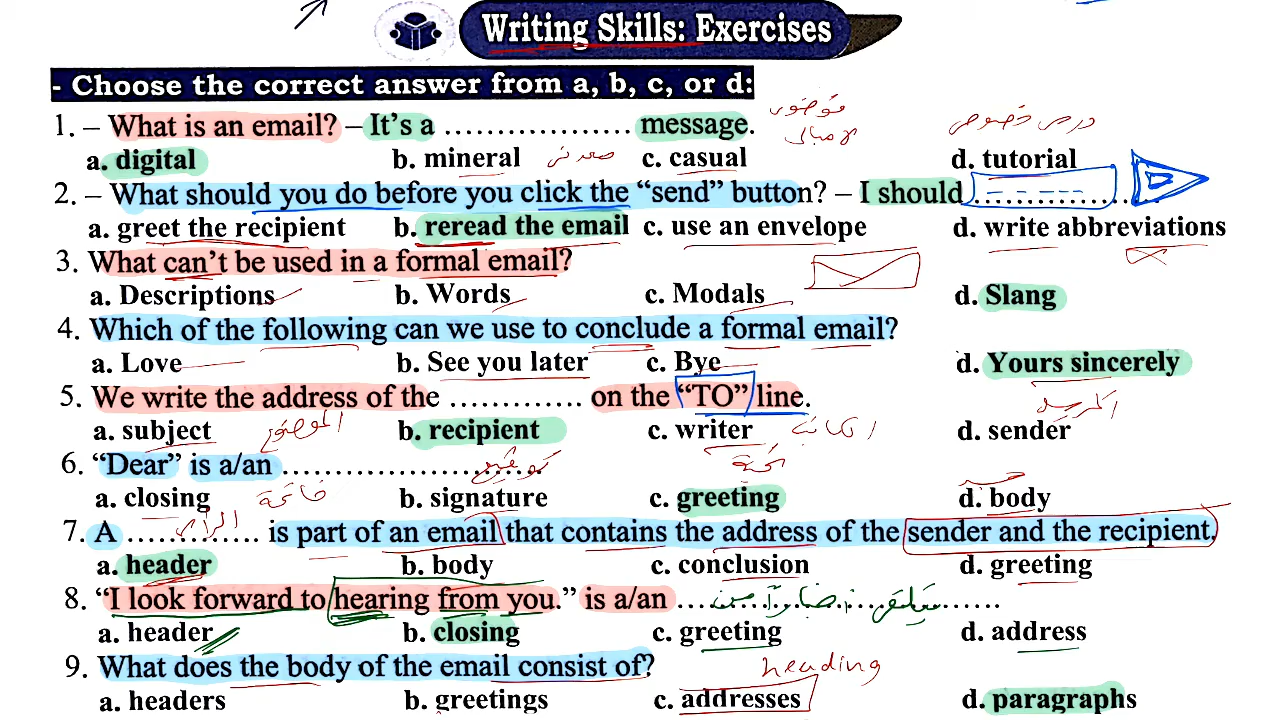 Writing Skills: Exercises
- Choose the correct answer from a, b, c, or d:
1. – What is an email? – It's a .................. message.
a. digital b. mineral c. casual d. tutorial
2. – What should you do before you click the “send” button? – I should ..................
a. greet the recipient b. reread the email c. use an envelope d. write abbreviations
3. What can't be used in a formal email?
a. Descriptions b. Words c. Modals d. Slang
4. Which of the following can we use to conclude a formal email?
a. Love b. See you later c. Bye d. Yours sincerely
5. We write the address of the ............. on the “TO” line.
a. subject الموضوع b. recipient c. writer d. sender
6. “Dear” is a/an ..........................
a. closing b. signature c. greeting d. body
7. A .............. is part of an email that contains the address of the sender and the recipient.
a. header b. body c. conclusion d. greeting
8. “I look forward to hearing from you.” is a/an ................................
a. header b. closing c. greeting d. address
9. What does the body of the email consist of? heading
a. headers b. greetings c. addresses d. paragraphs